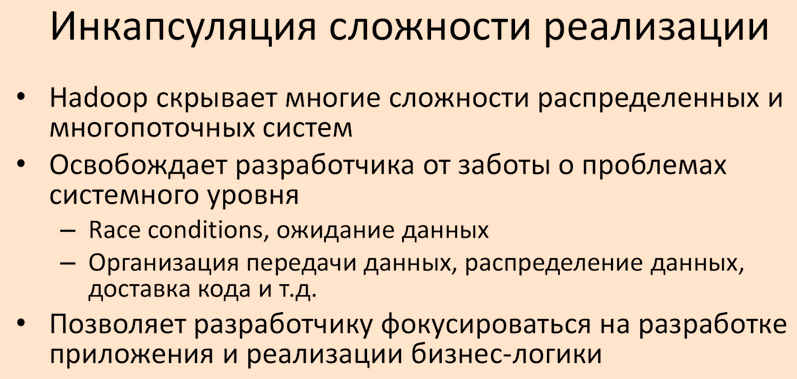 Инкапсуляция сложности реализации
• Hadoop скрывает многие сложности распределенных и
многопоточных систем
• Освобождает разработчика от заботы о проблемах
системного уровня
– Race conditions, ожидание данных
– Организация передачи данных, распределение данных,
доставка кода и т.д.
• Позволяет разработчику фокусироваться на разработке
приложения и реализации бизнес-логики